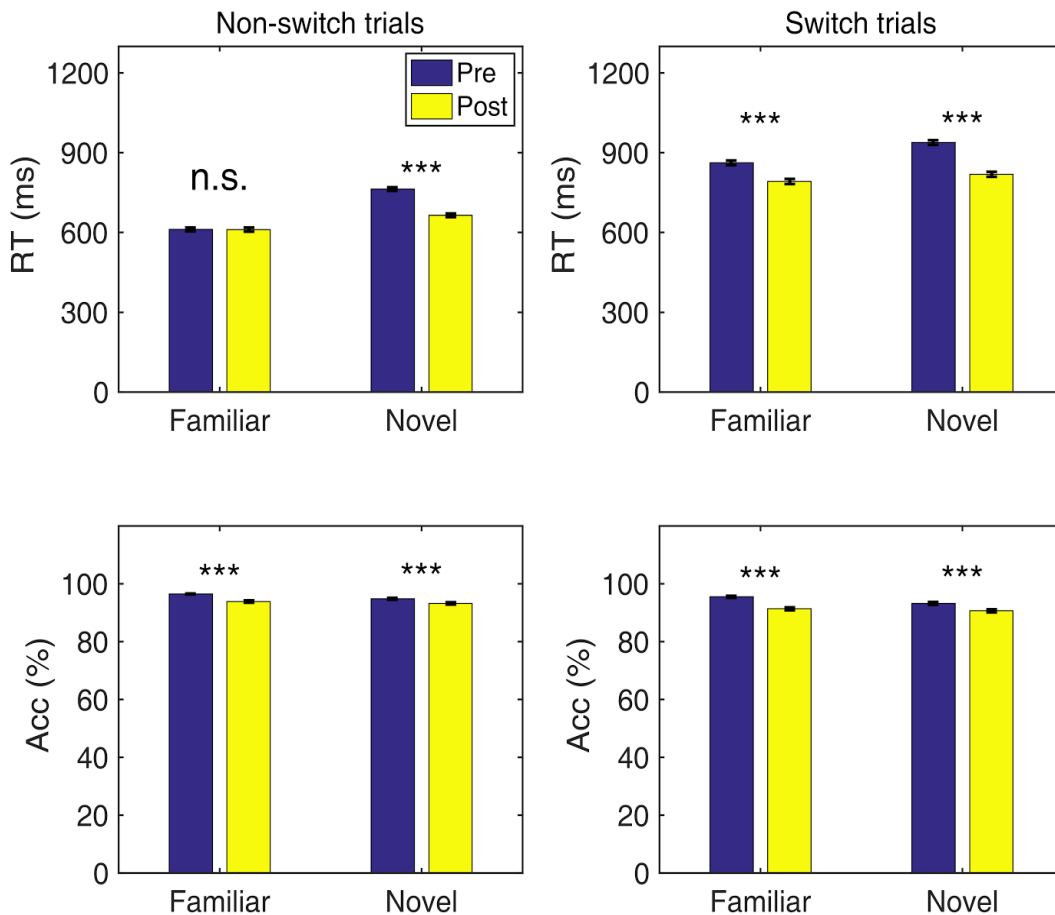 Non-switch trials
Switch trials
RT (ms)
1200
900
600
300
0
Pre
Post
n.s.
***
Familiar
Novel
RT (ms)
1200
900
600
300
0
***
***
Familiar
Novel
Acc (%)
100
80
60
40
20
0
***
***
Familiar
Novel
Acc (%)
100
80
60
40
20
0
***
***
Familiar
Novel